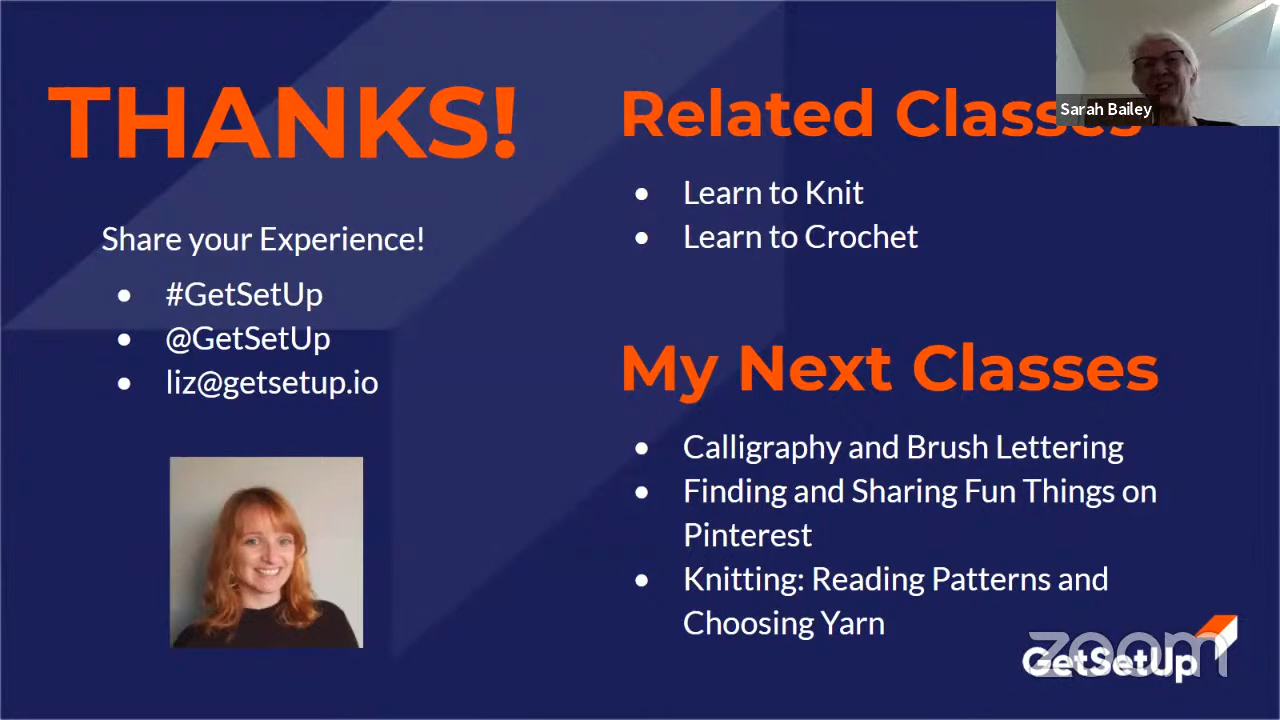 THANKS!
Share your Experience!
#GetSetUp
@GetSetUp
liz@getsetup.io
Related Classes
Learn to Knit
Learn to Crochet
My Next Classes
Calligraphy and Brush Lettering
Finding and Sharing Fun Things on
Pinterest
Knitting: Reading Patterns and
Choosing Yarn
Sarah Bailey
zoom
GetSetUp